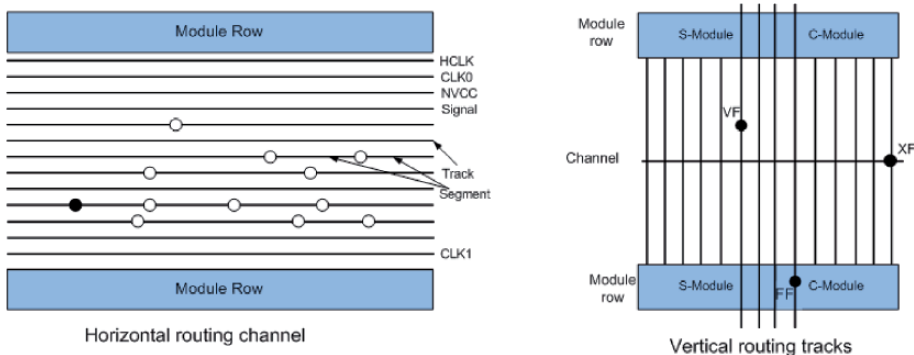 Module Row
HCLK
CLK0
NVCC
Signal
Track
Segment
CLK1
Module Row
Horizontal routing channel
Module
row
S-Module
C-Module
VF
XF
Channel
Module
row
S-Module
C-Module
FF
Vertical routing tracks